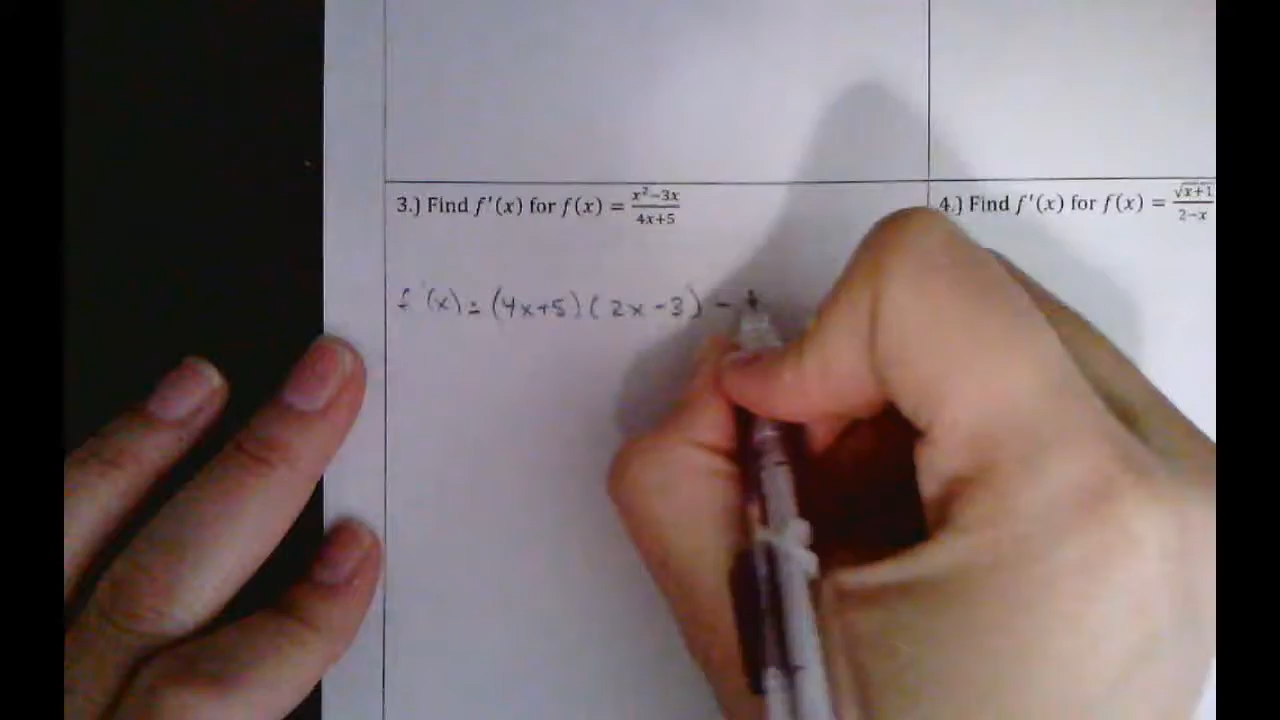 3.) Find f'(x) for f(x) = x²-3x / 4x+5
4.) Find f'(x) for f(x) = √x+1 / 2-x
f'(x) = (4x+5)(2x-3) -